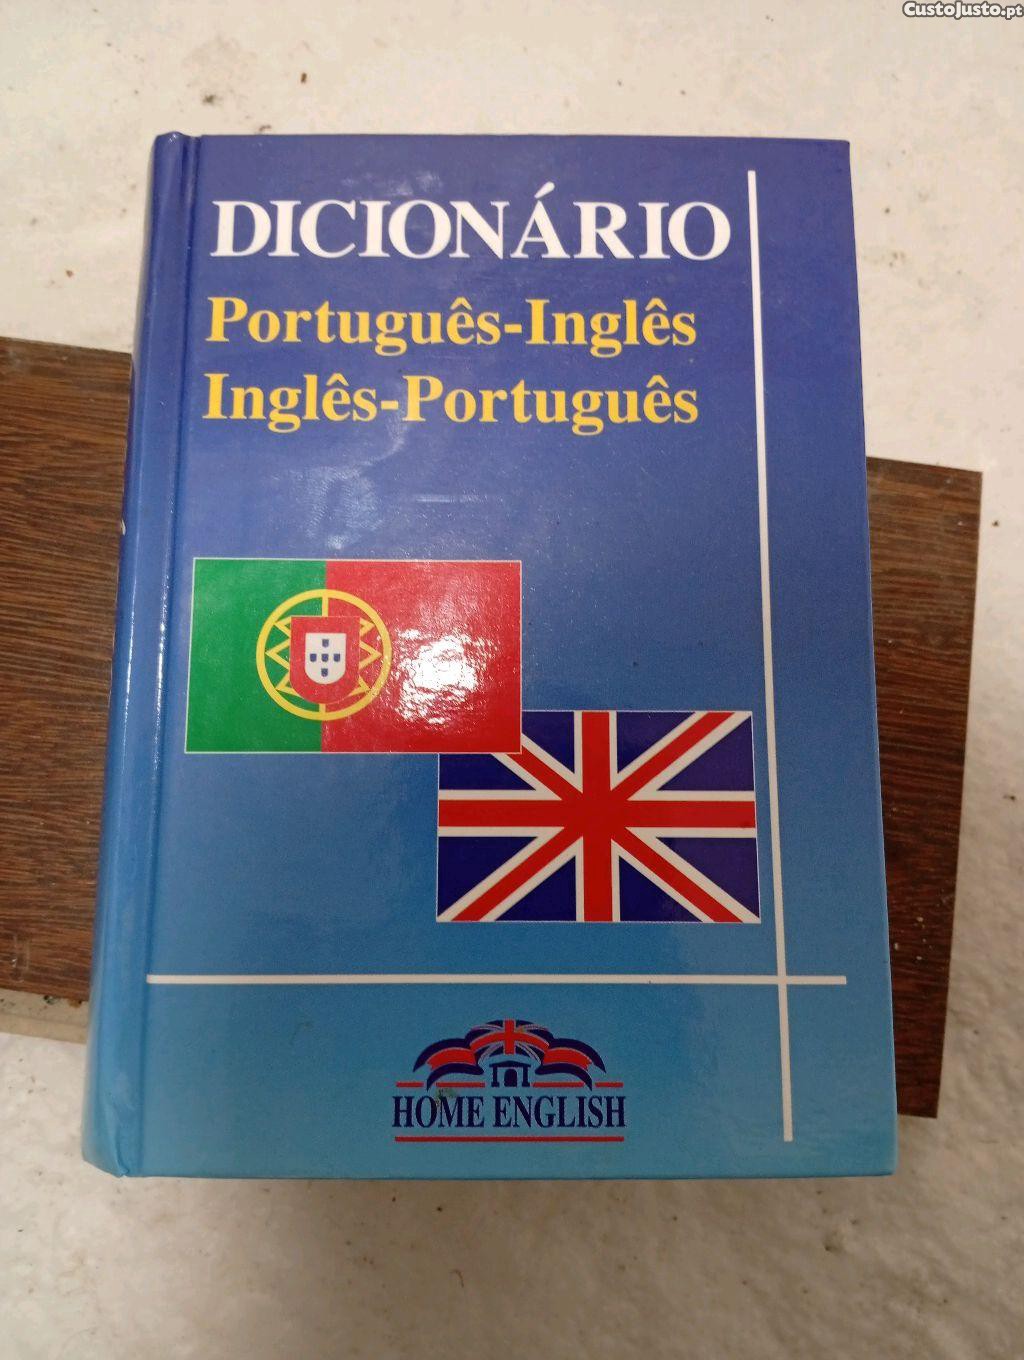 CustoJusto.pt
DICIONÁRIO
Português-Inglês
Inglês-Português
HOME ENGLISH